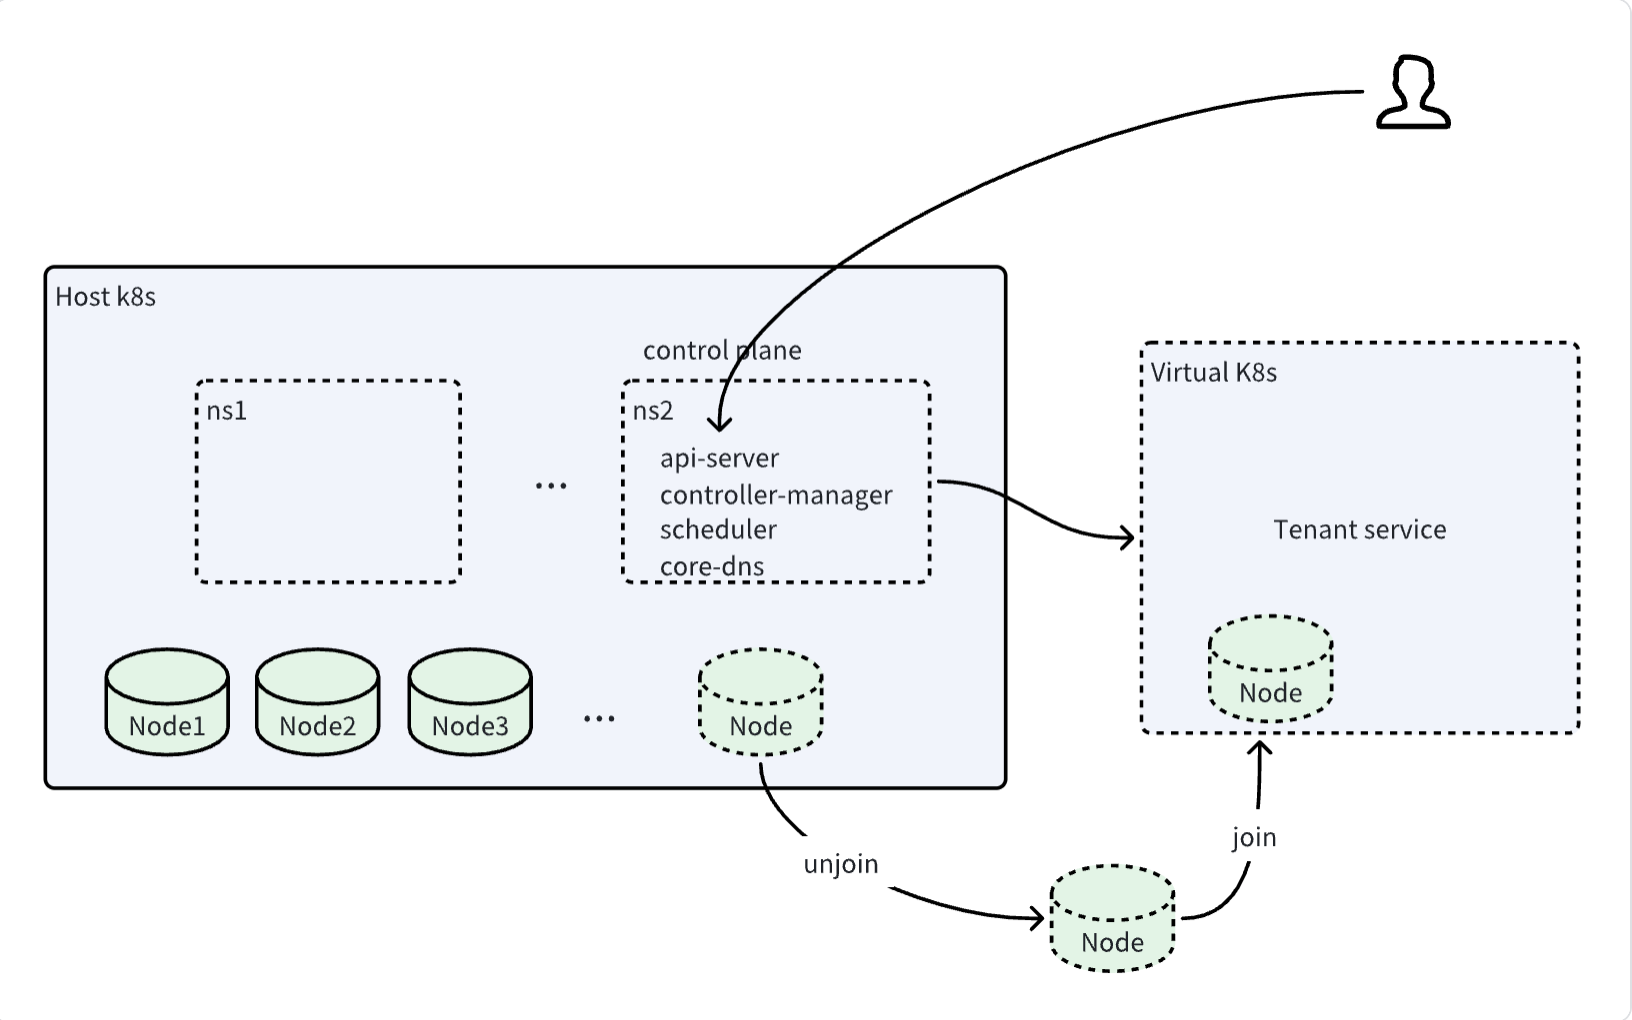 Host k8s
control plane
ns1
ns2
api-server
controller-manager
scheduler
core-dns
...
Node1
Node2
Node3
...
Node
Virtual K8s
Tenant service
Node
unjoin
Node
join